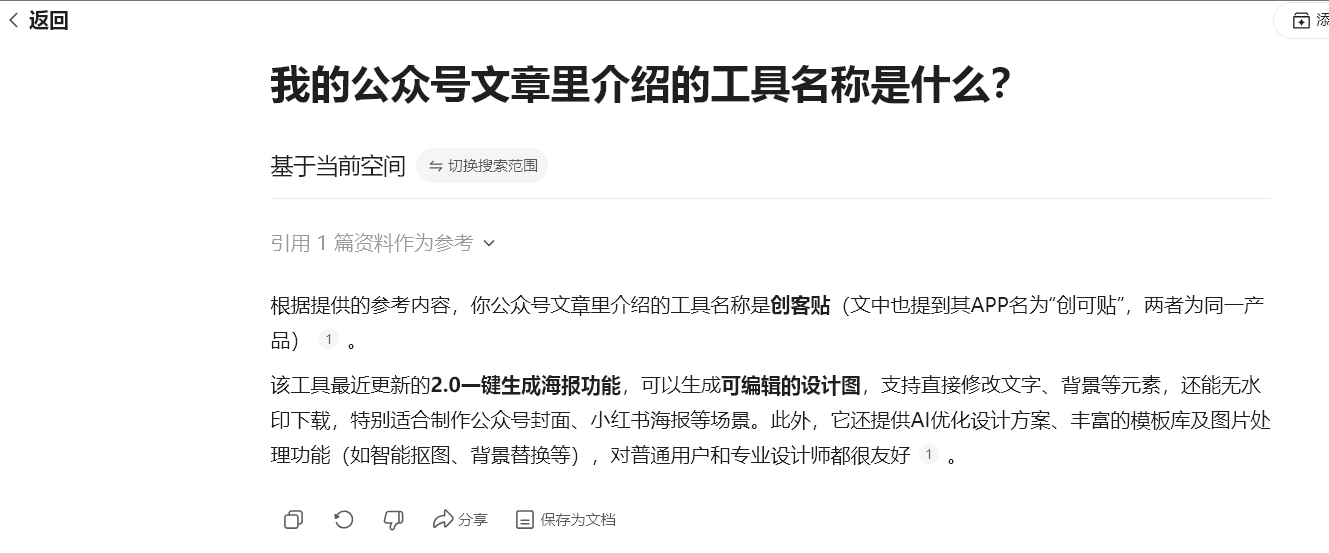 返回
添
我的公众号文章里介绍的工具名称是什么？
基于当前空间 切换搜索范围
引用 1 篇资料作为参考
根据提供的参考内容，你公众号文章里介绍的工具名称是创客贴（文中也提到其APP名为“创可贴”，两者为同一产
品） 1 。
该工具最近更新的2.0一键生成海报功能，可以生成可编辑的设计图，支持直接修改文字、背景等元素，还能无水
印下载，特别适合制作公众号封面、小红书海报等场景。此外，它还提供AI优化设计方案、丰富的模板库及图片处
理功能（如智能抠图、背景替换等），对普通用户和专业设计师都很友好 1 。
分享 保存为文档